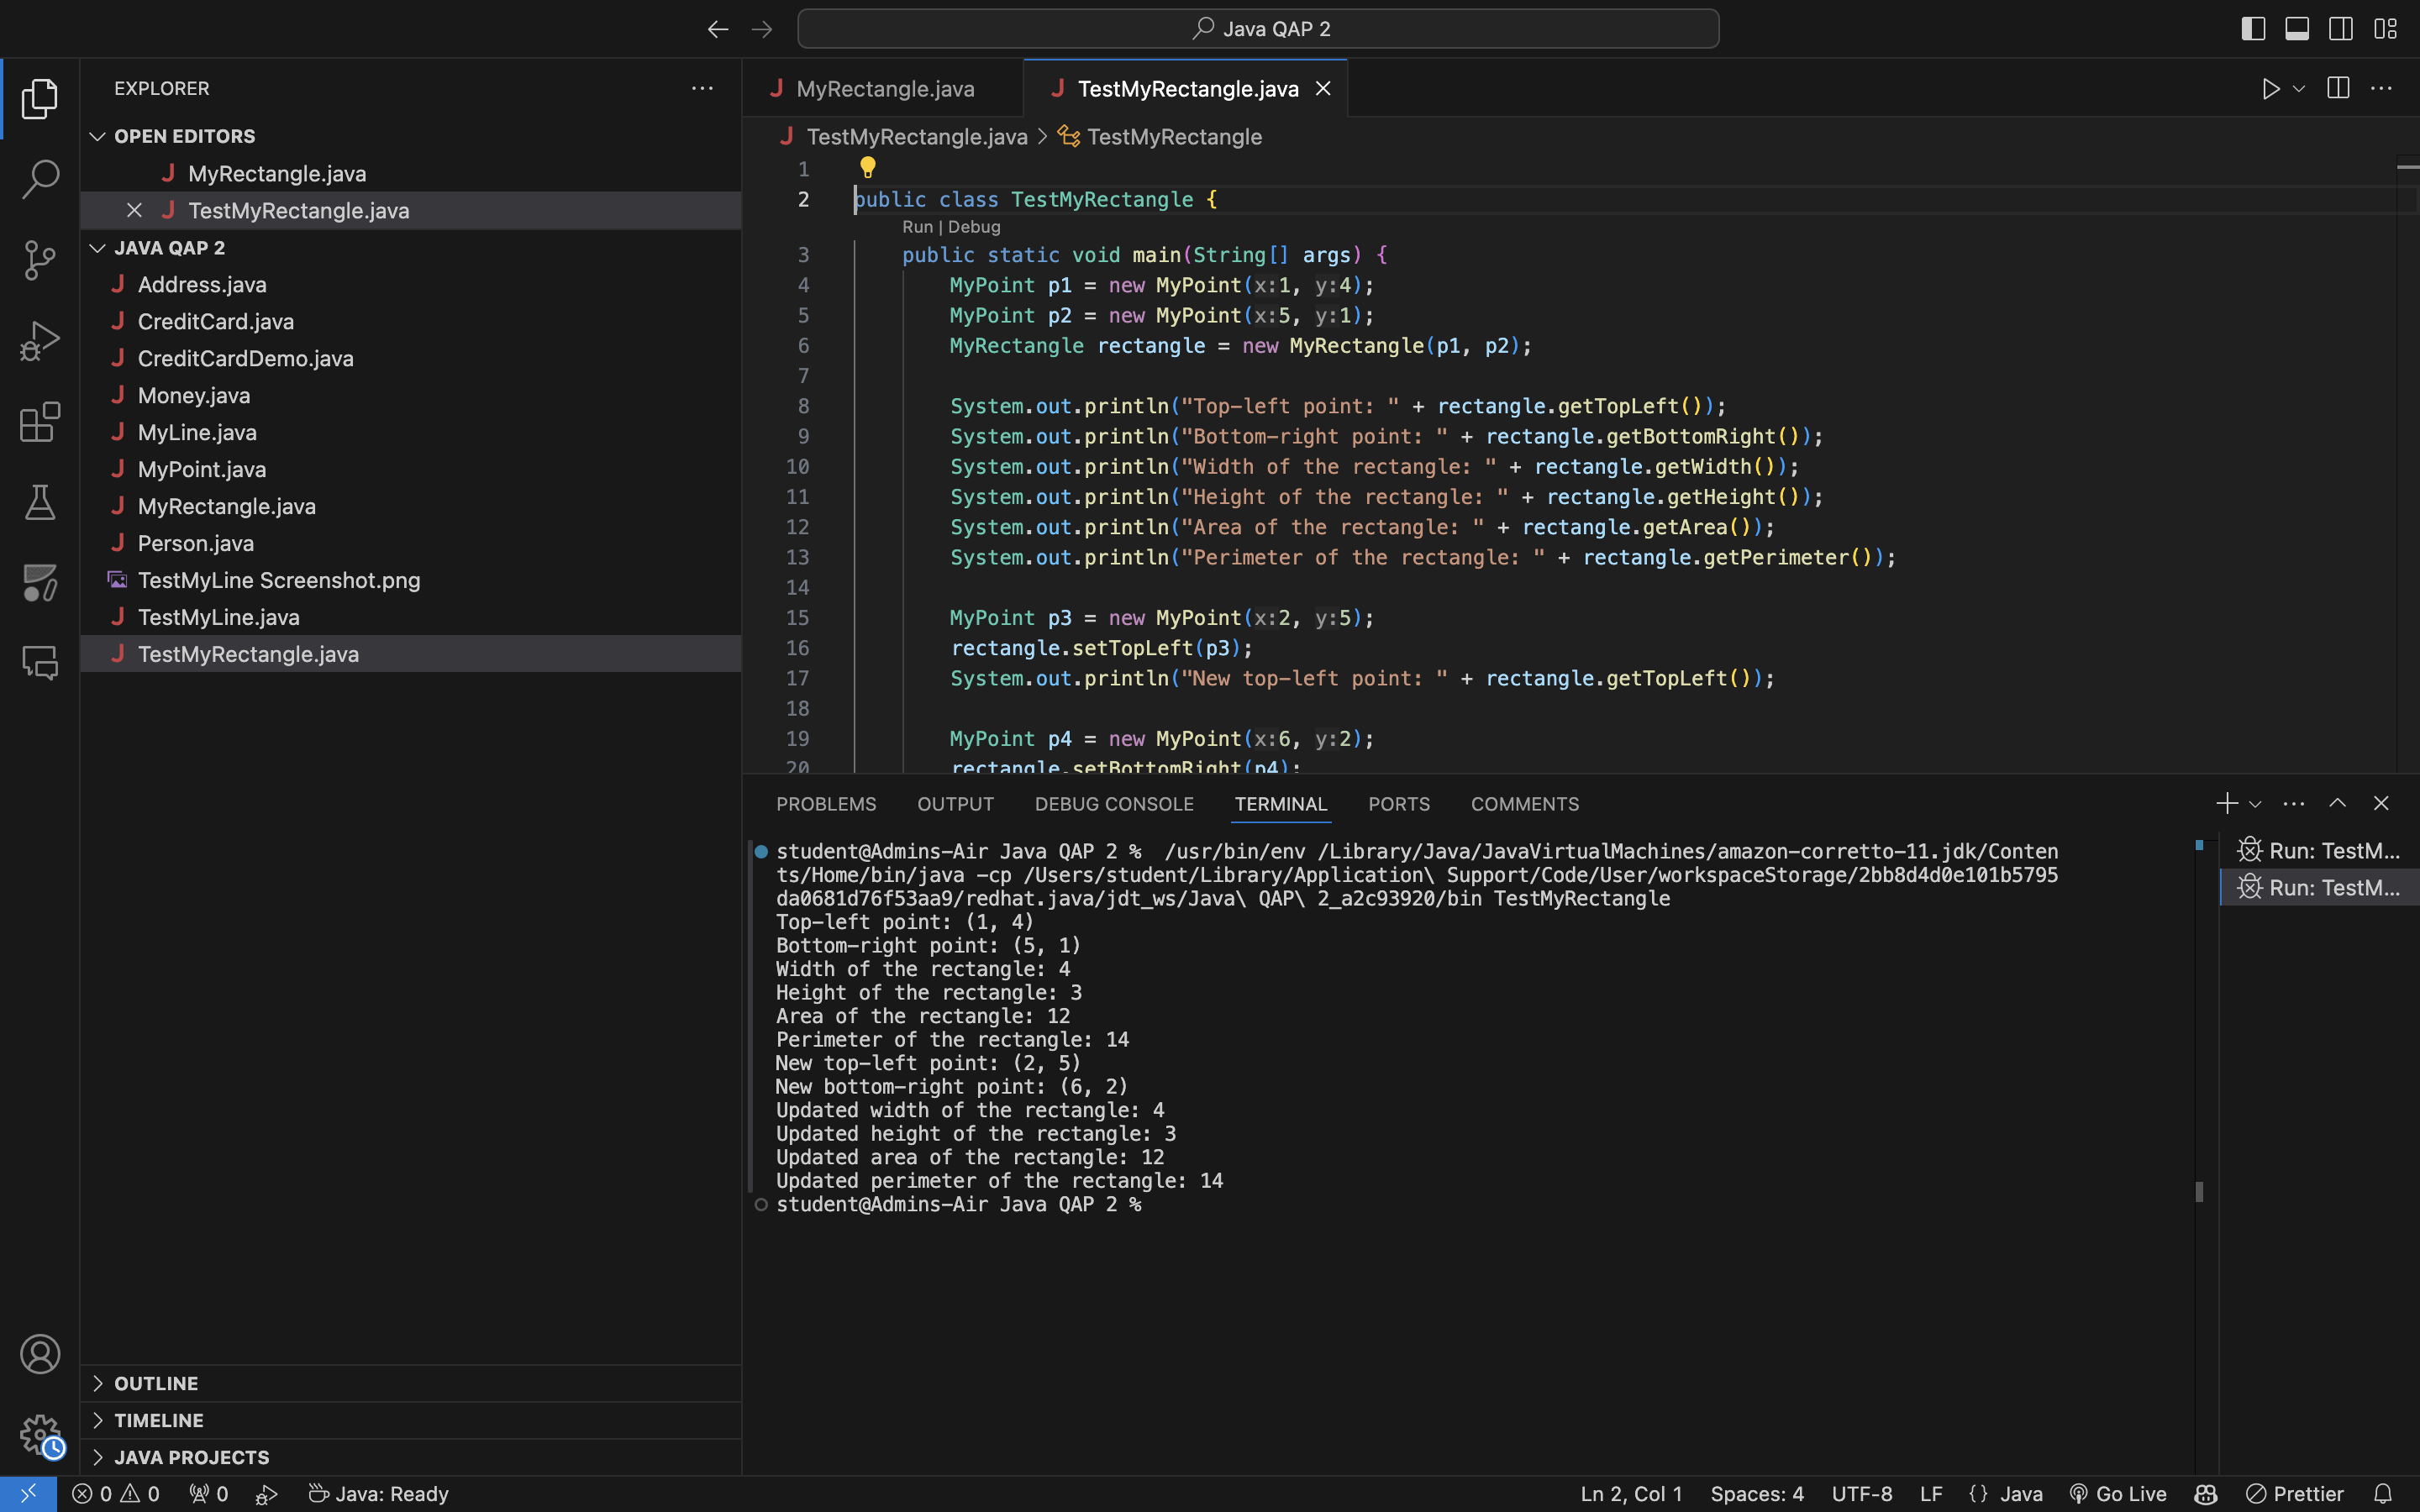 Java QAP 2
EXPLORER
OPEN EDITORS
MyRectangle.java
TestMyRectangle.java
JAVA QAP 2
Address.java
CreditCard.java
CreditCardDemo.java
Money.java
MyLine.java
MyPoint.java
MyRectangle.java
Person.java
TestMyLine Screenshot.png
TestMyLine.java
TestMyRectangle.java
OUTLINE
TIMELINE
JAVA PROJECTS
MyRectangle.java TestMyRectangle.java
TestMyRectangle.java > TestMyRectangle
1
2 public class TestMyRectangle {
Run | Debug
3 public static void main(String[] args) {
4 MyPoint p1 = new MyPoint(x:1, y:4);
5 MyPoint p2 = new MyPoint(x:5, y:1);
6 MyRectangle rectangle = new MyRectangle(p1, p2);
7
8 System.out.println("Top-left point: " + rectangle.getTopLeft());
9 System.out.println("Bottom-right point: " + rectangle.getBottomRight());
10 System.out.println("Width of the rectangle: " + rectangle.getWidth());
11 System.out.println("Height of the rectangle: " + rectangle.getHeight());
12 System.out.println("Area of the rectangle: " + rectangle.getArea());
13 System.out.println("Perimeter of the rectangle: " + rectangle.getPerimeter());
14
15 MyPoint p3 = new MyPoint(x:2, y:5);
16 rectangle.setTopLeft(p3);
17 System.out.println("New top-left point: " + rectangle.getTopLeft());
18
19 MyPoint p4 = new MyPoint(x:6, y:2);
20 rectangle.setBottomRight(p4);
PROBLEMS OUTPUT DEBUG CONSOLE TERMINAL PORTS COMMENTS
student@Admins-Air Java QAP 2 % /usr/bin/env /Library/Java/JavaVirtualMachines/amazon-corretto-11.jdk/Conten
ts/Home/bin/java -cp /Users/student/Library/Application\ Support/Code/User/workspaceStorage/2bb8d4d0e101b5795
da0681d76f53aa9/redhat.java/jdt_ws/Java\ QAP\ 2_a2c93920/bin TestMyRectangle
Top-left point: (1, 4)
Bottom-right point: (5, 1)
Width of the rectangle: 4
Height of the rectangle: 3
Area of the rectangle: 12
Perimeter of the rectangle: 14
New top-left point: (2, 5)
New bottom-right point: (6, 2)
Updated width of the rectangle: 4
Updated height of the rectangle: 3
Updated area of the rectangle: 12
Updated perimeter of the rectangle: 14
student@Admins-Air Java QAP 2 %
Run: TestM...
Run: TestM...
0 0 0 Java: Ready Ln 2, Col 1 Spaces: 4 UTF-8 LF {} Java Go Live Prettier